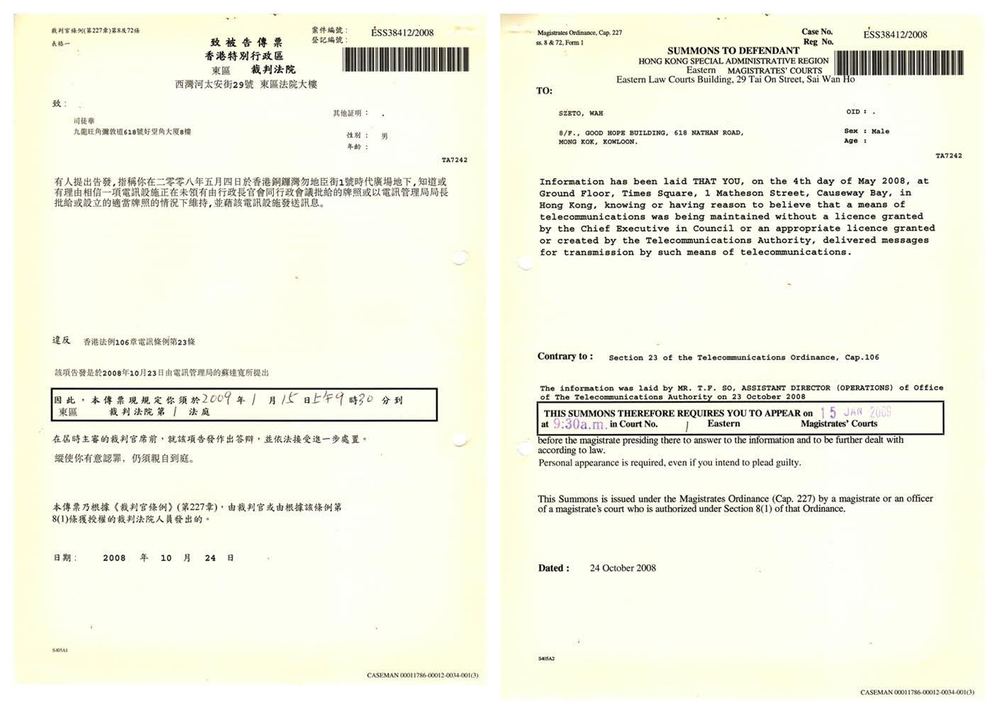 裁判官條例(第227章)第8及72條
表格一
案件編號： ESS38412/2008
登記編號：
致被告傳票
香港特別行政區
東區 裁判法院
西灣河太安街29號 東區法院大樓
致：
其他証明： .
司徒華
九龍旺角彌敦道618號好望角大厦8樓
性別： 男
年齡：
TA7242
有人提出告發,指稱你在二零零八年五月四日於香港銅鑼灣勿地臣街1號時代廣場地下,知道或
有理由相信一項電訊設施正在未領有由行政長官會同行政會議批給的牌照或以電訊管理局局長
批給或設立的適當牌照的情況下維持,並藉該電訊設施發送訊息。
違反 香港法例106章電訊條例第23條
該項告發是於2008年10月23日由電訊管理局的蘇達寬所提出
因此，本傳票現規定你須於2009年1月15日上午9時30分到
東區 裁判法院第1法庭
在屆時主審的裁判官席前，就該項告發作出答辯，並依法接受進一步處置。
縱使你有意認罪，仍須親自到庭。
本傳票乃根據《裁判官條例》(第227章)，由裁判官或由根據該條例第
8(1)條獲授權的裁判法院人員發出的。
日期： 2008 年 10 月 24 日
S405A1
CASEMAN 00011786-00012-0034-001(3)
Magistrates Ordinance, Cap. 227
ss. 8 & 72, Form 1
Case No. ESS38412/2008
Reg No.
SUMMONS TO DEFENDANT
HONG KONG SPECIAL ADMINISTRATIVE REGION
Eastern MAGISTRATES' COURTS
Eastern Law Courts Building, 29 Tai On Street, Sai Wan Ho
TO:
SZETO, WAH
OID : .
8/F., GOOD HOPE BUILDING, 618 NATHAN ROAD,
MONG KOK, KOWLOON.
Sex : Male
Age :
TA7242
Information has been laid THAT YOU, on the 4th day of May 2008, at
Ground Floor, Times Square, 1 Matheson Street, Causeway Bay, in
Hong Kong, knowing or having reason to believe that a means of
telecommunications was being maintained without a licence granted
by the Chief Executive in Council or an appropriate licence granted
or created by the Telecommunications Authority, delivered messages
for transmission by such means of telecommunications.
Contrary to : Section 23 of the Telecommunications Ordinance, Cap.106
The information was laid by MR. T.F. SO, ASSISTANT DIRECTOR (OPERATIONS) of Office
of The Telecommunications Authority on 23 October 2008
THIS SUMMONS THEREFORE REQUIRES YOU TO APPEAR on 15 JAN 2009
at 9:30a.m. in Court No. 1 Eastern Magistrates' Courts
before the magistrate presiding there to answer to the information and to be further dealt with
according to law.
Personal appearance is required, even if you intend to plead guilty.
This Summons is issued under the Magistrates Ordinance (Cap. 227) by a magistrate or an officer
of a magistrate's court who is authorized under Section 8(1) of that Ordinance.
Dated : 24 October 2008
S405A2
CASEMAN 00011786-00012-0034-001(3)